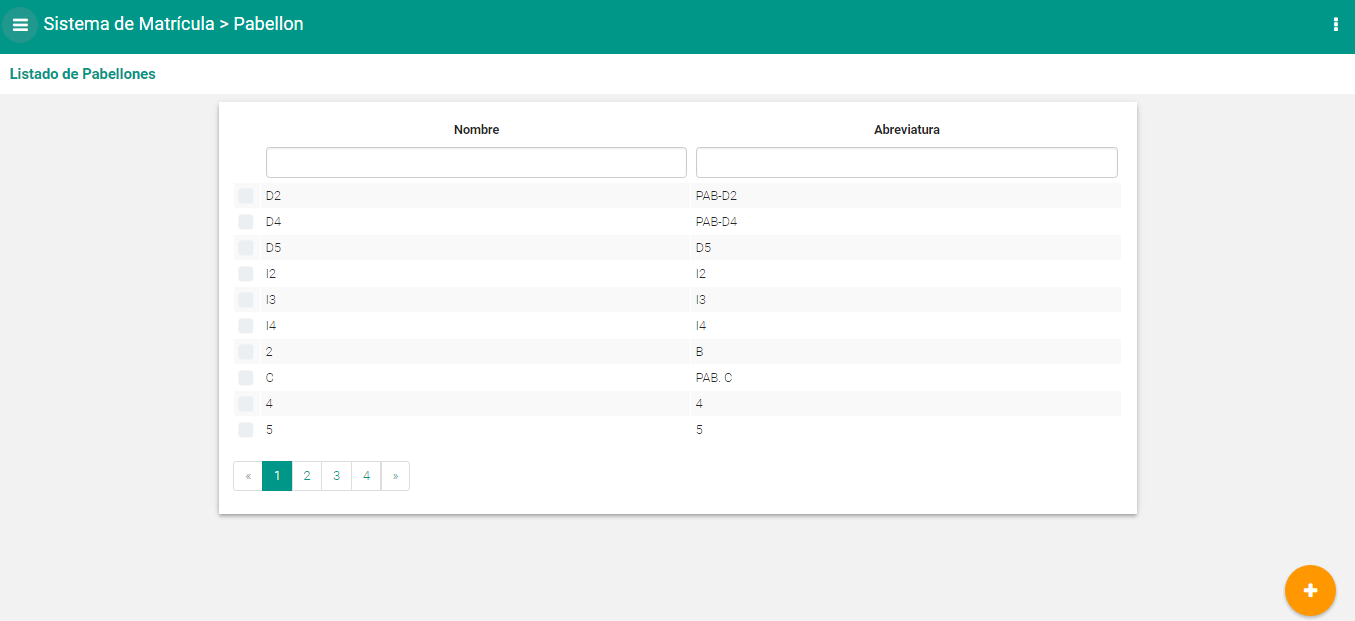 Sistema de Matrícula > Pabellon
Listado de Pabellones
Nombre Abreviatura
D2 PAB-D2
D4 PAB-D4
D5 D5
I2 I2
I3 I3
I4 I4
2 B
C PAB. C
4 4
5 5
« 1 2 3 4 »